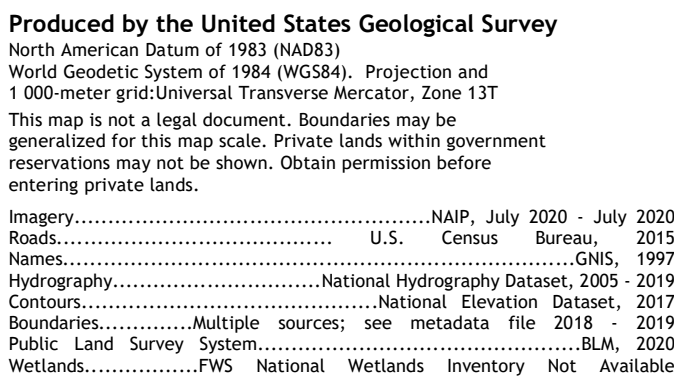 Produced by the United States Geological Survey
North American Datum of 1983 (NAD83)
World Geodetic System of 1984 (WGS84). Projection and
1 000-meter grid:Universal Transverse Mercator, Zone 13T
This map is not a legal document. Boundaries may be
generalized for this map scale. Private lands within government
reservations may not be shown. Obtain permission before
entering private lands.
Imagery.....................................................NAIP, July 2020 - July 2020
Roads......................................... U.S. Census Bureau, 2015
Names............................................................................GNIS, 1997
Hydrography...............................National Hydrography Dataset, 2005 - 2019
Contours............................................National Elevation Dataset, 2017
Boundaries..............Multiple sources; see metadata file 2018 - 2019
Public Land Survey System................................................BLM, 2020
Wetlands.................FWS National Wetlands Inventory Not Available